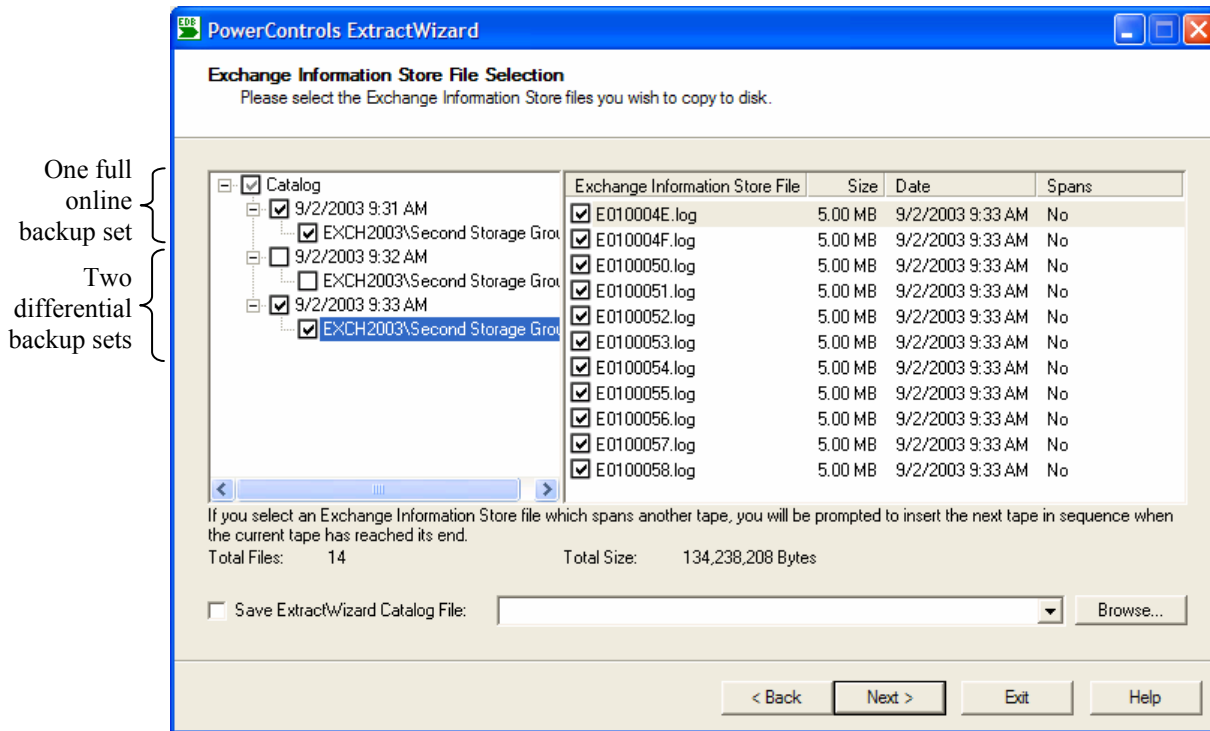 EDB
PowerControls ExtractWizard
Exchange Information Store File Selection
Please select the Exchange Information Store files you wish to copy to disk.
One full
online
backup set
Two
differential
backup sets
Catalog
9/2/2003 9:31 AM
EXCH2003\Second Storage Grou
9/2/2003 9:32 AM
EXCH2003\Second Storage Grou
9/2/2003 9:33 AM
EXCH2003\Second Storage Grou
Exchange Information Store File Size Date Spans
E010004E.log 5.00 MB 9/2/2003 9:33 AM No
E010004F.log 5.00 MB 9/2/2003 9:33 AM No
E0100050.log 5.00 MB 9/2/2003 9:33 AM No
E0100051.log 5.00 MB 9/2/2003 9:33 AM No
E0100052.log 5.00 MB 9/2/2003 9:33 AM No
E0100053.log 5.00 MB 9/2/2003 9:33 AM No
E0100054.log 5.00 MB 9/2/2003 9:33 AM No
E0100055.log 5.00 MB 9/2/2003 9:33 AM No
E0100056.log 5.00 MB 9/2/2003 9:33 AM No
E0100057.log 5.00 MB 9/2/2003 9:33 AM No
E0100058.log 5.00 MB 9/2/2003 9:33 AM No
If you select an Exchange Information Store file which spans another tape, you will be prompted to insert the next tape in sequence when
the current tape has reached its end.
Total Files: 14 Total Size: 134,238,208 Bytes
Save ExtractWizard Catalog File: Browse...
< Back Next > Exit Help